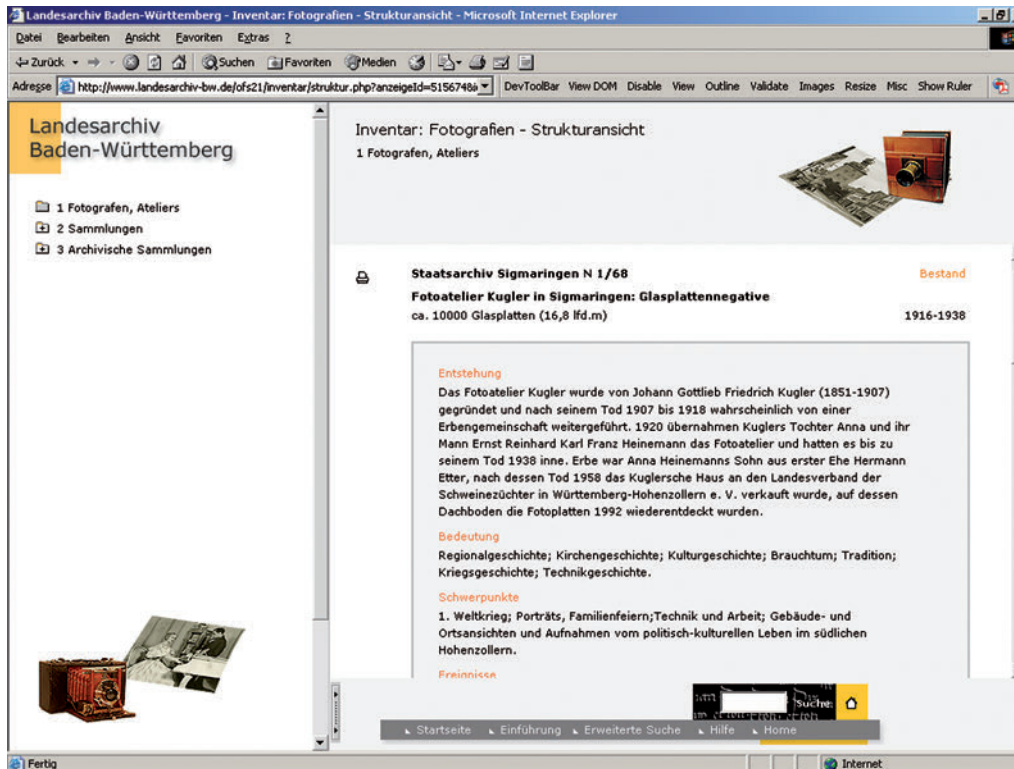 Landesarchiv Baden-Württemberg - Inventar: Fotografien - Strukturansicht - Microsoft Internet Explorer
Datei Bearbeiten Ansicht Favoriten Extras ?
Zurück Suchen Favoriten Medien
Adresse http://www.landesarchiv-bw.de/ofs21/inventar/struktur.php?anzeigeId=5156748& DevToolBar View DOM Disable View Outline Validate Images Resize Misc Show Ruler
Landesarchiv
Baden-Württemberg
1 Fotografen, Ateliers
2 Sammlungen
3 Archivische Sammlungen
Inventar: Fotografien - Strukturansicht
1 Fotografen, Ateliers
Staatsarchiv Sigmaringen N 1/68 Bestand
Fotoatelier Kugler in Sigmaringen: Glasplattennegative
ca. 10000 Glasplatten (16,8 lfd.m) 1916-1938
Entstehung
Das Fotoatelier Kugler wurde von Johann Gottlieb Friedrich Kugler (1851-1907)
gegründet und nach seinem Tod 1907 bis 1918 wahrscheinlich von einer
Erbengemeinschaft weitergeführt. 1920 übernahmen Kuglers Tochter Anna und ihr
Mann Ernst Reinhard Karl Franz Heinemann das Fotoatelier und hatten es bis zu
seinem Tod 1938 inne. Erbe war Anna Heinemanns Sohn aus erster Ehe Hermann
Etter, nach dessen Tod 1958 das Kuglersche Haus an den Landesverband der
Schweinezüchter in Württemberg-Hohenzollern e. V. verkauft wurde, auf dessen
Dachboden die Fotoplatten 1992 wiederentdeckt wurden.
Bedeutung
Regionalgeschichte; Kirchengeschichte; Kulturgeschichte; Brauchtum; Tradition;
Kriegsgeschichte; Technikgeschichte.
Schwerpunkte
1. Weltkrieg; Porträts, Familienfeiern;Technik und Arbeit; Gebäude- und
Ortsansichten und Aufnahmen vom politisch-kulturellen Leben im südlichen
Hohenzollern.
Ereignisse
Suche:
Startseite Einführung Erweiterte Suche Hilfe Home
Fertig Internet